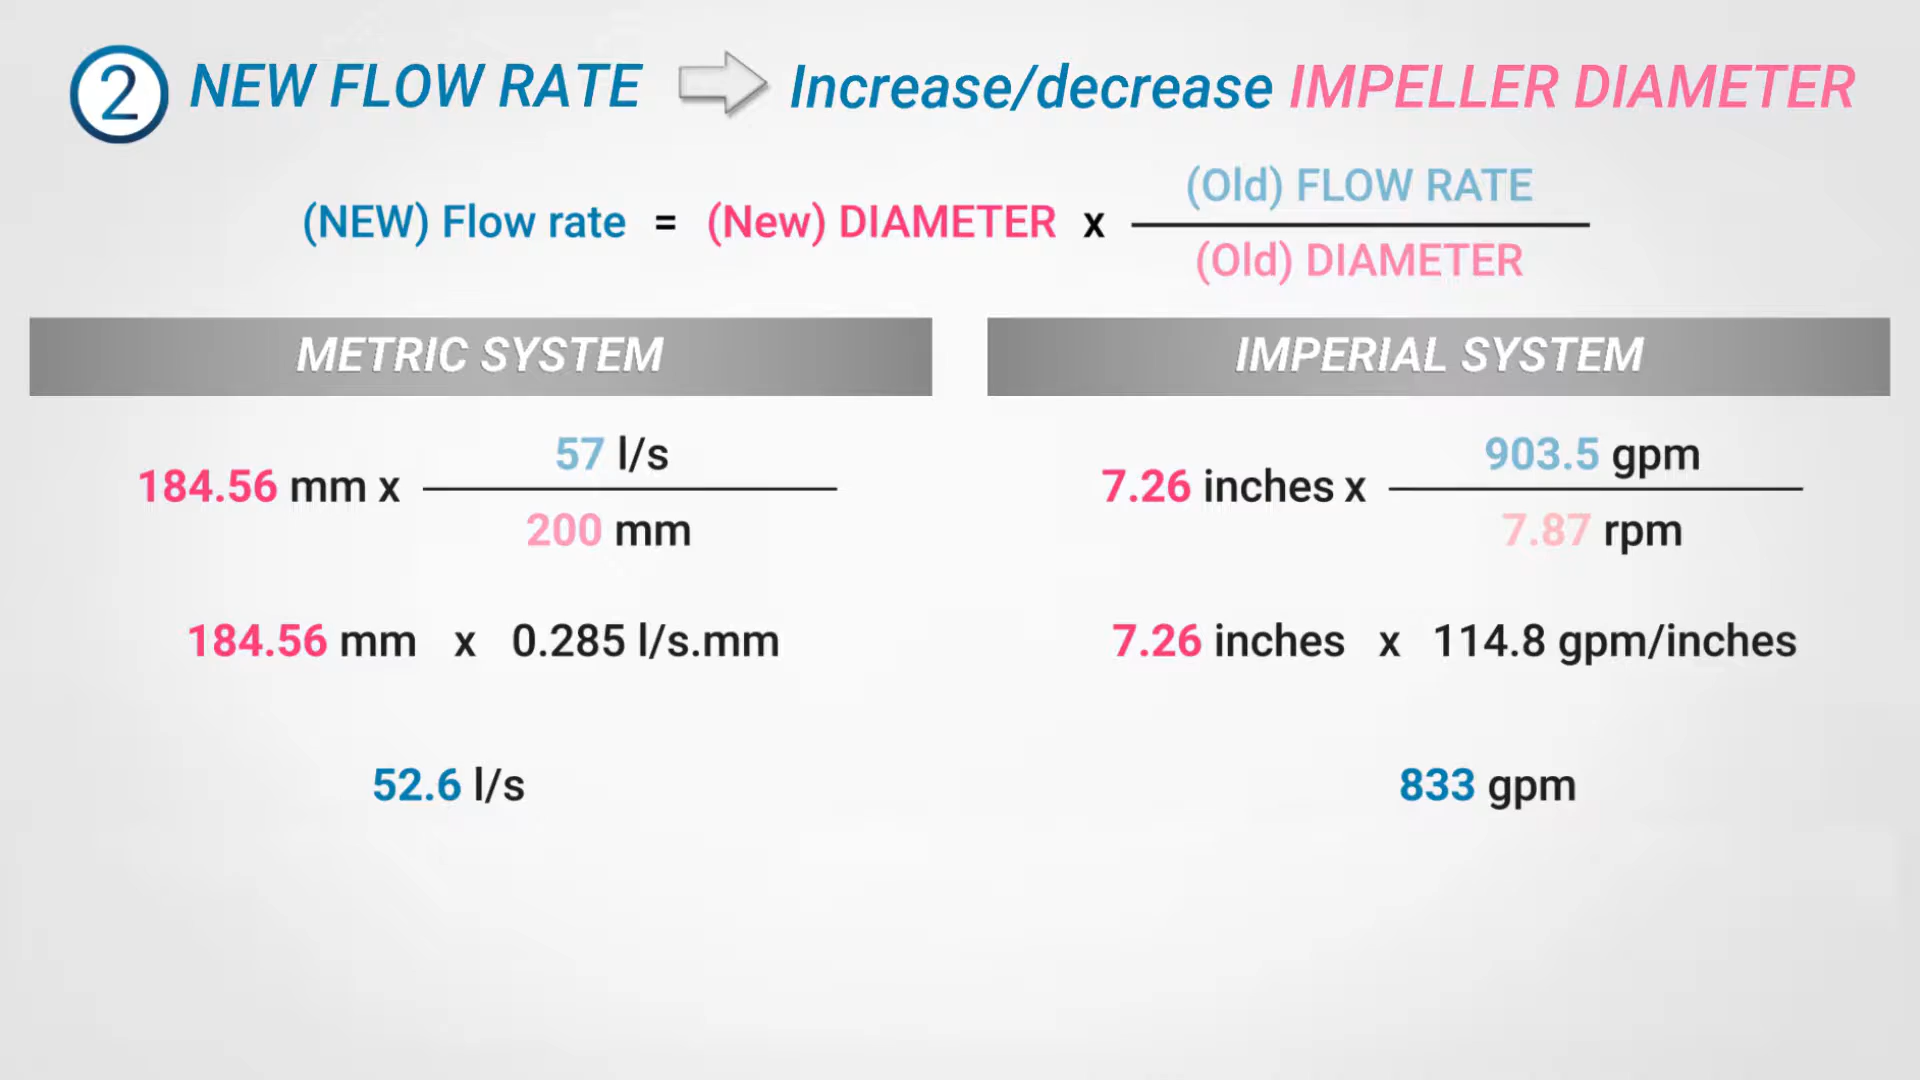 2 NEW FLOW RATE Increase/decrease IMPELLER DIAMETER
(NEW) Flow rate = (New) DIAMETER x (Old) FLOW RATE
(Old) DIAMETER
METRIC SYSTEM
184.56 mm x 57 l/s
200 mm
184.56 mm x 0.285 l/s.mm
52.6 l/s
IMPERIAL SYSTEM
7.26 inches x 903.5 gpm
7.87 rpm
7.26 inches x 114.8 gpm/inches
833 gpm